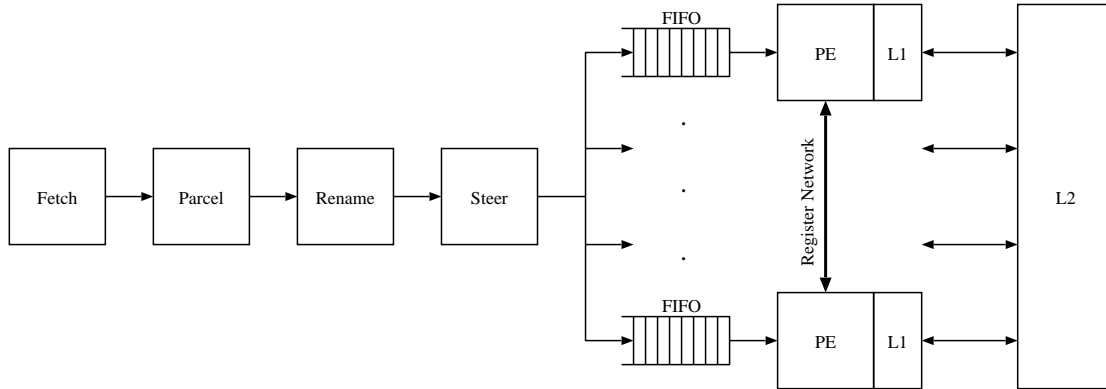 FIFO
PE
L1
Fetch
Parcel
Rename
Steer
Register Network
L2
FIFO
PE
L1